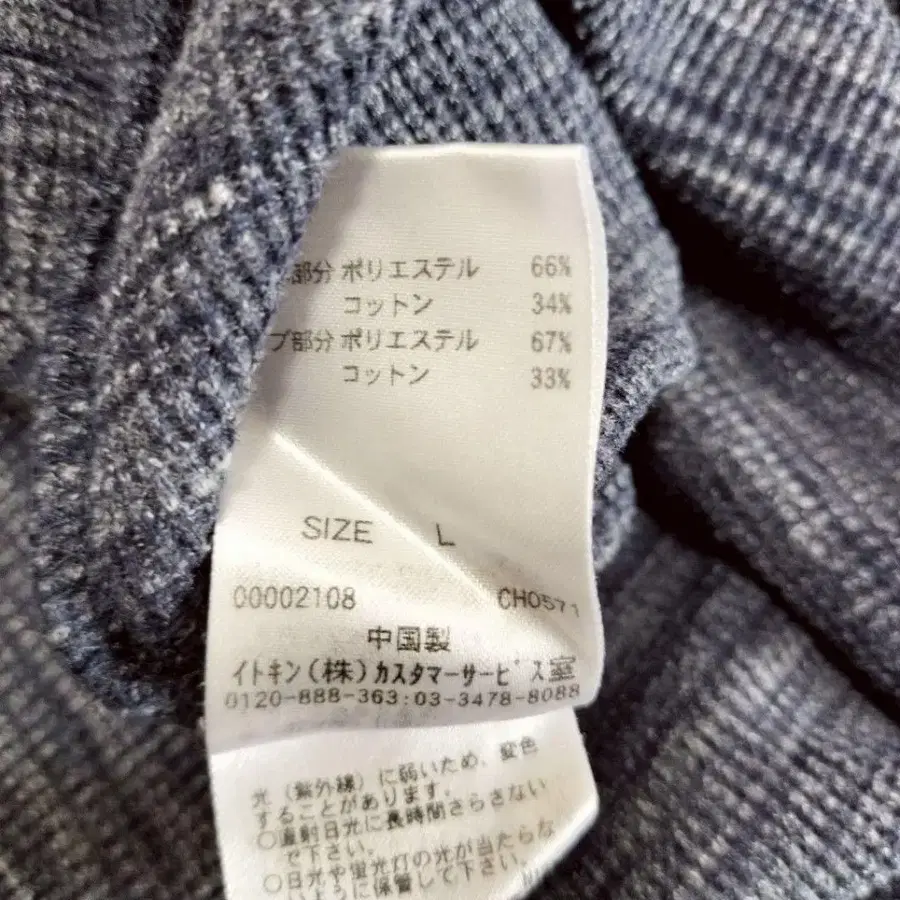 部分 ポリエステル 66%
コットン 34%
プ部分 ポリエステル 67%
コットン 33%
SIZE L
00002108 CH0571
中国製
イトキン(株)カスタマーサービス室
0120-888-363:03-3478-8088
光(紫外線)に弱いため、変色
することがあります。
○直射日光に長時間さらさない
で下さい。
○日光や蛍光灯の光が当たらな
いように保管して下さい。